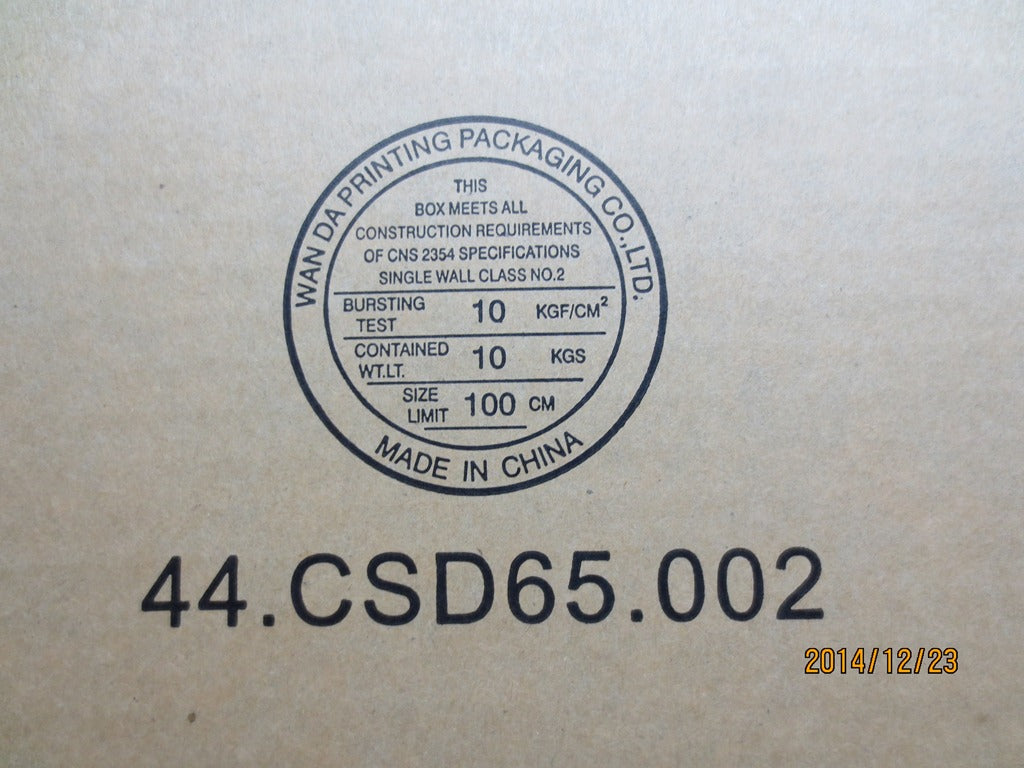 WAN DA PRINTING PACKAGING CO.,LTD.
THIS
BOX MEETS ALL
CONSTRUCTION REQUIREMENTS
OF CNS 2354 SPECIFICATIONS
SINGLE WALL CLASS NO.2
BURSTING TEST 10 KGF/CM²
CONTAINED WT.LT. 10 KGS
SIZE LIMIT 100 CM
MADE IN CHINA
44.CSD65.002
2014/12/23